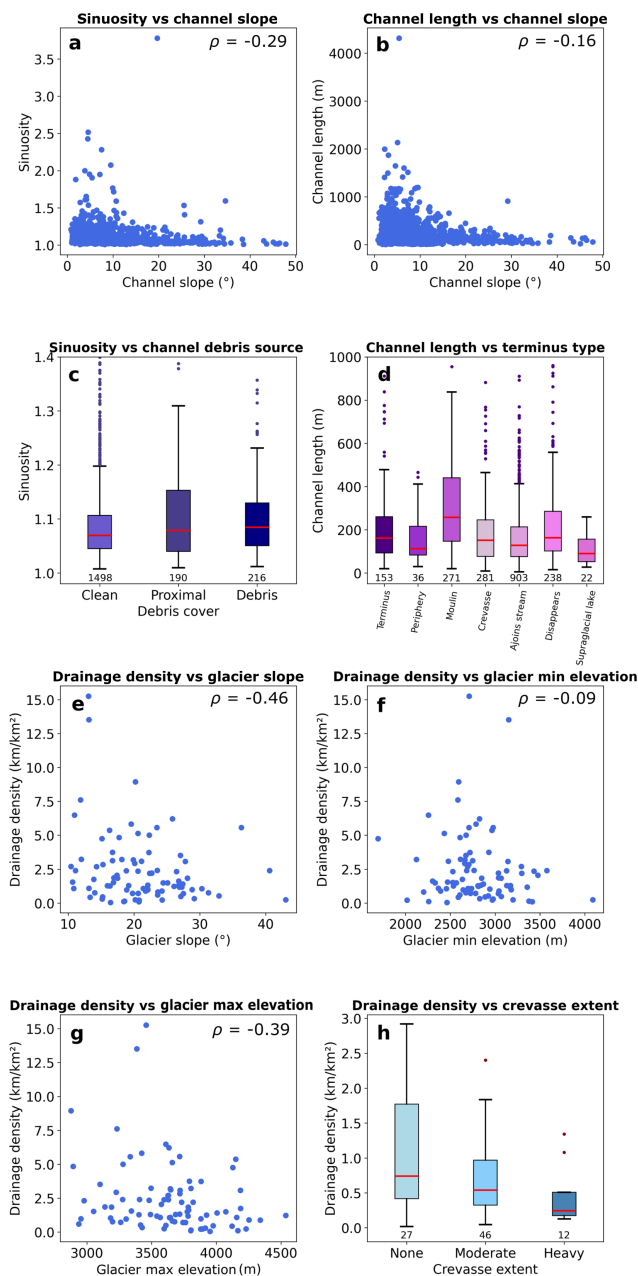 Sinuosity vs channel slope
a
ρ = -0.29
Sinuosity
3.5
3.0
2.5
2.0
1.5
1.0
0
10
20
30
40
50
Channel slope (°)
Channel length vs channel slope
b
ρ = -0.16
Channel length (m)
4000
3000
2000
1000
0
0
10
20
30
40
50
Channel slope (°)
Sinuosity vs channel debris source
c
Sinuosity
1.4
1.3
1.2
1.1
1.0
1498
190
216
Clean
Proximal
Debris
Debris cover
Channel length vs terminus type
d
Channel length (m)
1000
800
600
400
200
0
153
36
271
281
903
238
22
Terminus
Periphery
Moulin
Crevasse
Ajoins stream
Disappears
Supraglacial lake
Drainage density vs glacier slope
e
ρ = -0.46
Drainage density (km/km²)
15.0
12.5
10.0
7.5
5.0
2.5
0.0
10
20
30
40
Glacier slope (°)
Drainage density vs glacier min elevation
f
ρ = -0.09
Drainage density (km/km²)
15.0
12.5
10.0
7.5
5.0
2.5
0.0
2000
2500
3000
3500
4000
Glacier min elevation (m)
Drainage density vs glacier max elevation
g
ρ = -0.39
Drainage density (km/km²)
15.0
12.5
10.0
7.5
5.0
2.5
0.0
3000
3500
4000
4500
Glacier max elevation (m)
Drainage density vs crevasse extent
h
Drainage density (km/km²)
3.0
2.5
2.0
1.5
1.0
0.5
0.0
27
46
12
None
Moderate
Heavy
Crevasse extent